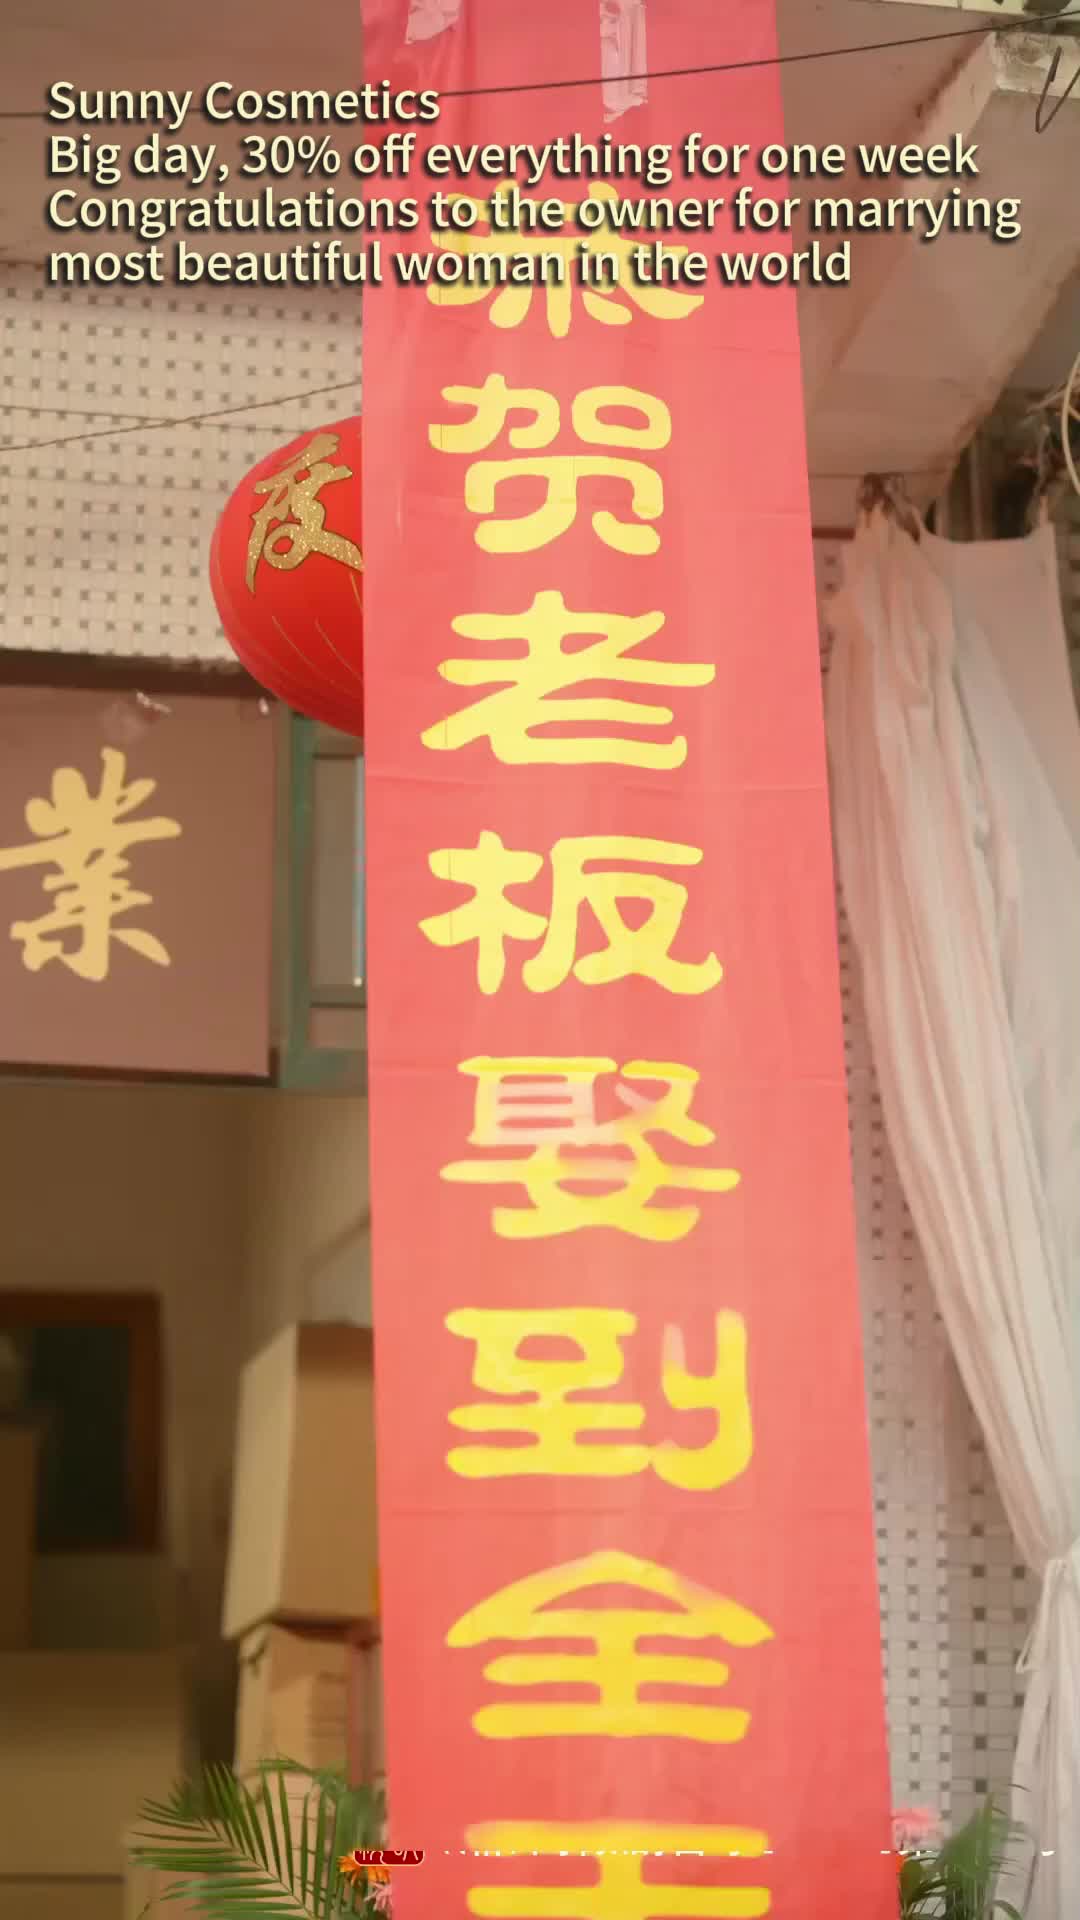 Sunny Cosmetics
Big day, 30% off everything for one week
Congratulations to the owner for marrying
most beautiful woman in the world
恭贺老板娶到全
度
業